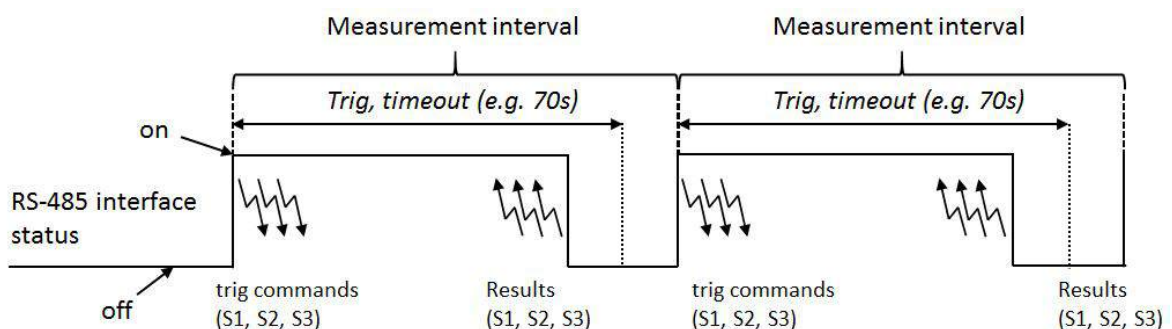 Measurement interval
Measurement interval
Trig, timeout (e.g. 70s)
Trig, timeout (e.g. 70s)
on
RS-485 interface
status
off
trig commands
(S1, S2, S3)
Results
(S1, S2, S3)
trig commands
(S1, S2, S3)
Results
(S1, S2, S3)